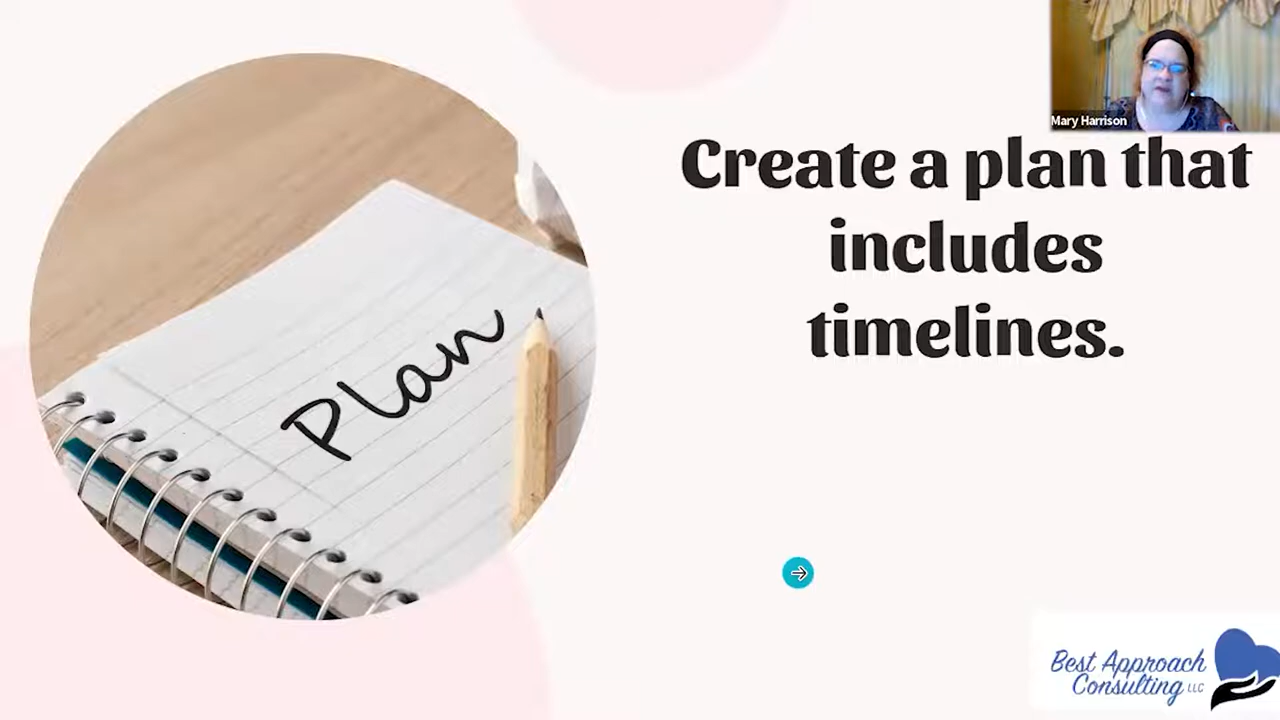 Mary Harrison
Create a plan that
includes
timelines.
Plan
Best Approach
Consulting LLC